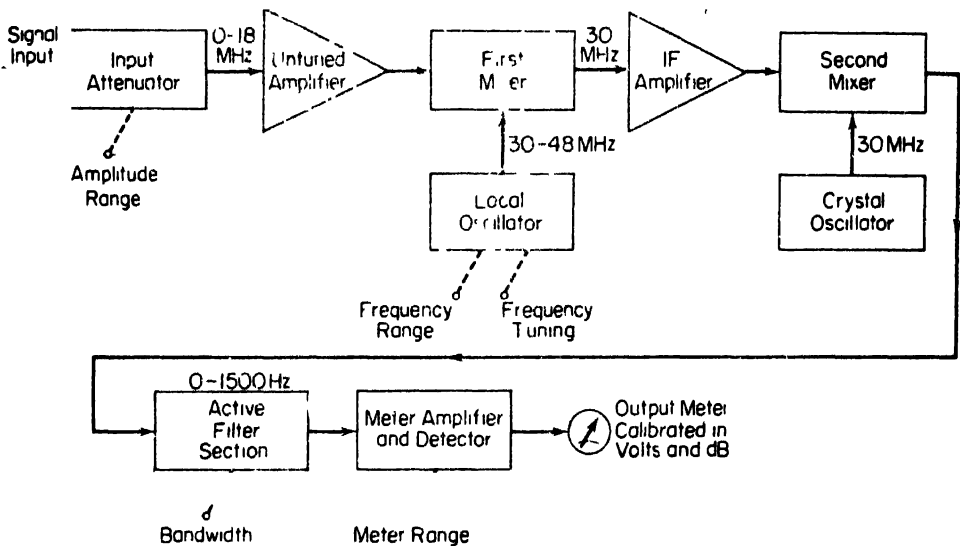 Signal
Input
Input
Attenuator
0-18
MHz
Untuned
Amplifier
First
Mixer
30
MHz
IF
Amplifier
Second
Mixer
30-48 MHz
30 MHz
Amplitude
Range
Local
Oscillator
Crystal
Oscillator
Frequency
Range
Frequency
Tuning
0-1500 Hz
Active
Filter
Section
Meter Amplifier
and Detector
Output Meter
Calibrated in
Volts and dB
Bandwidth
Meter Range